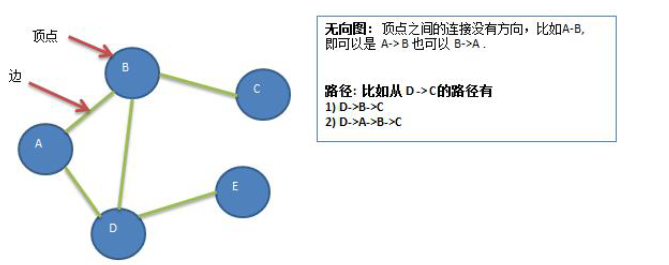 顶点
边
B
C
A
E
D
无向图：顶点之间的连接没有方向，比如A-B,
即可以是 A-> B 也可以 B->A .
路径: 比如从 D->C的路径有
1) D->B->C
2) D->A->B->C